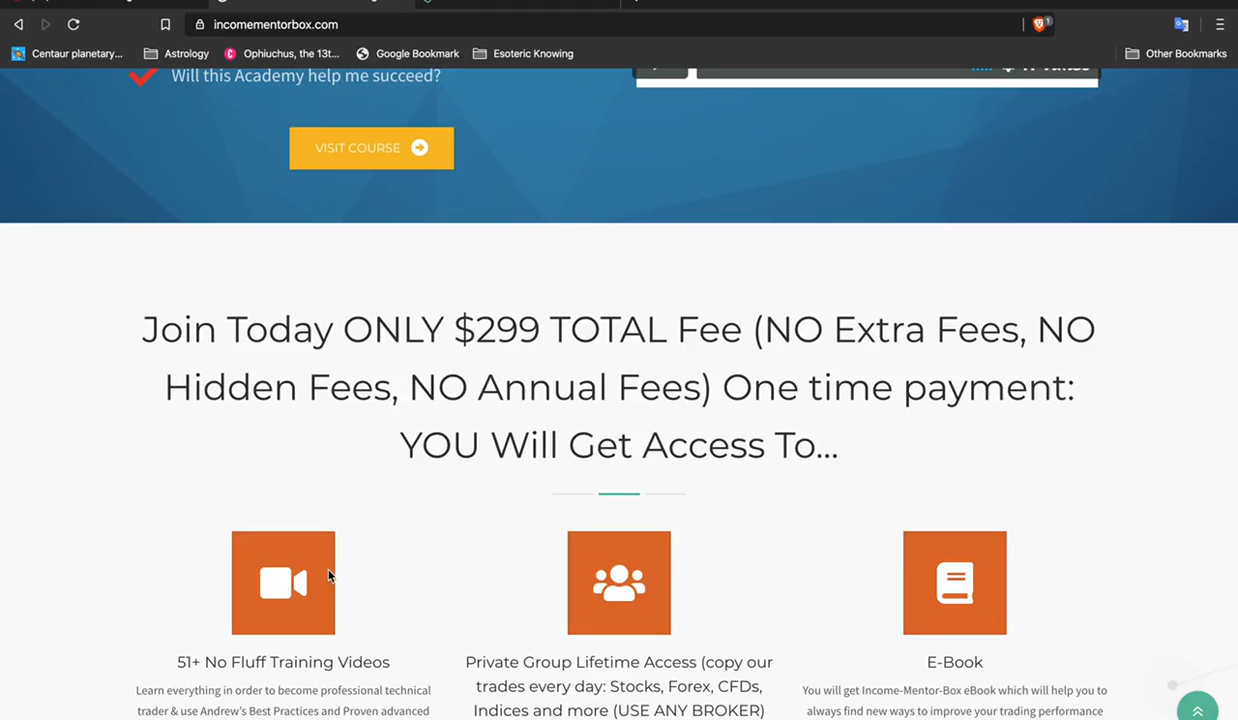 incomementorbox.com
1
Centaur planetary...
Astrology
Ophiuchus, the 13t...
Google Bookmark
Esoteric Knowing
Other Bookmarks
Will this Academy help me succeed?
VISIT COURSE
Join Today ONLY $299 TOTAL Fee (NO Extra Fees, NO
Hidden Fees, NO Annual Fees) One time payment:
YOU Will Get Access To...
51+ No Fluff Training Videos
Learn everything in order to become professional technical
trader & use Andrew's Best Practices and Proven advanced
Private Group Lifetime Access (copy our
trades every day: Stocks, Forex, CFDs,
Indices and more (USE ANY BROKER)
E-Book
You will get Income-Mentor-Box eBook which will help you to
always find new ways to improve your trading performance